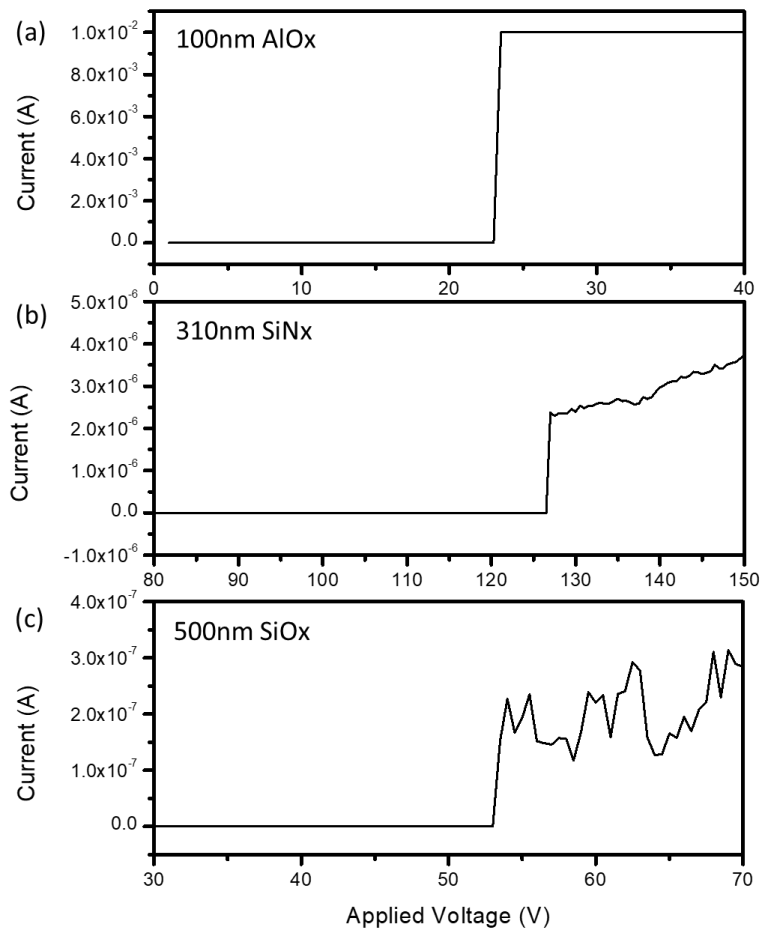 (a)
100nm AlOx
Current (A)
1.0x10⁻²
8.0x10⁻³
6.0x10⁻³
4.0x10⁻³
2.0x10⁻³
0.0
0 10 20 30 40
(b)
310nm SiNx
Current (A)
5.0x10⁻⁶
4.0x10⁻⁶
3.0x10⁻⁶
2.0x10⁻⁶
1.0x10⁻⁶
0.0
-1.0x10⁻⁶
80 90 100 110 120 130 140 150
(c)
500nm SiOx
Current (A)
4.0x10⁻⁷
3.0x10⁻⁷
2.0x10⁻⁷
1.0x10⁻⁷
0.0
30 40 50 60 70
Applied Voltage (V)